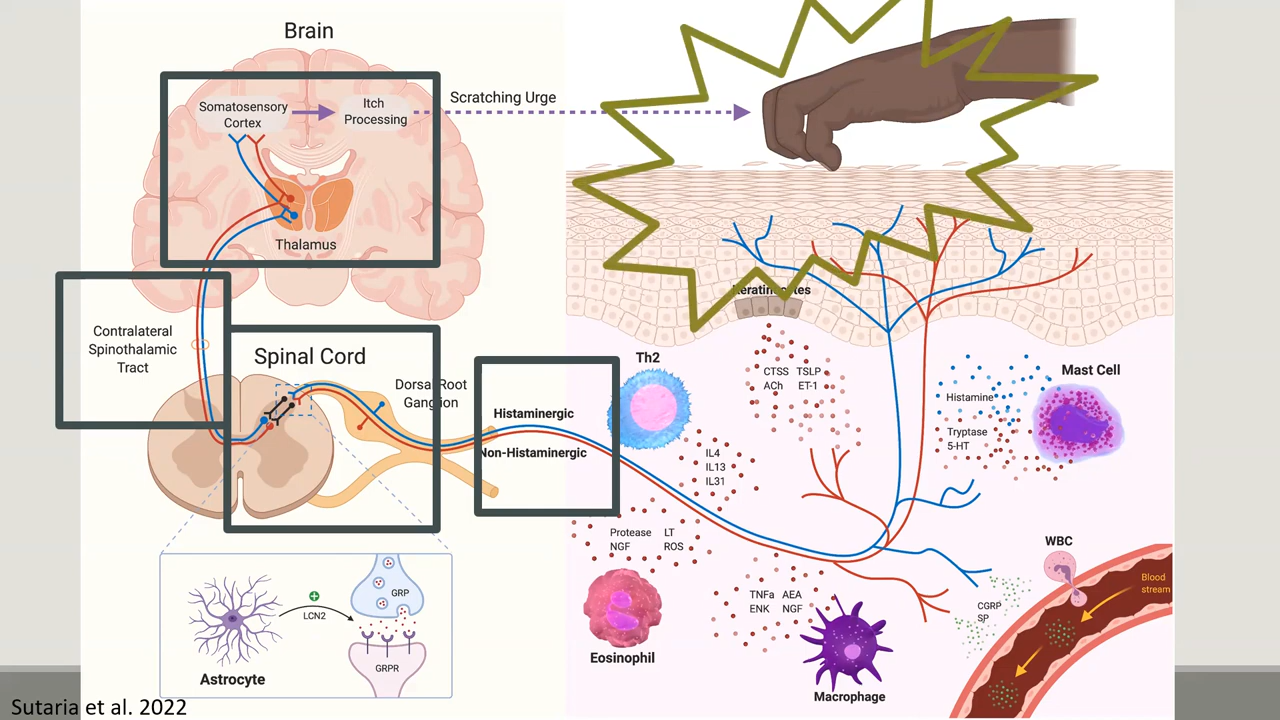 Brain
Somatosensory
Cortex
Itch
Processing
Scratching Urge
Thalamus
Contralateral
Spinothalamic
Tract
Spinal Cord
Dorsal Root
Ganglion
Histaminergic
Non-Histaminergic
Keratinocytes
Th2
CTSS TSLP
ACh ET-1
Mast Cell
Histamine
Tryptase
5-HT
IL4
IL13
IL31
Protease LT
NGF ROS
Eosinophil
TNFa AEA
ENK NGF
Macrophage
WBC
CGRP
SP
Blood
stream
GRP
LCN2
GRPR
Astrocyte
Sutaria et al. 2022